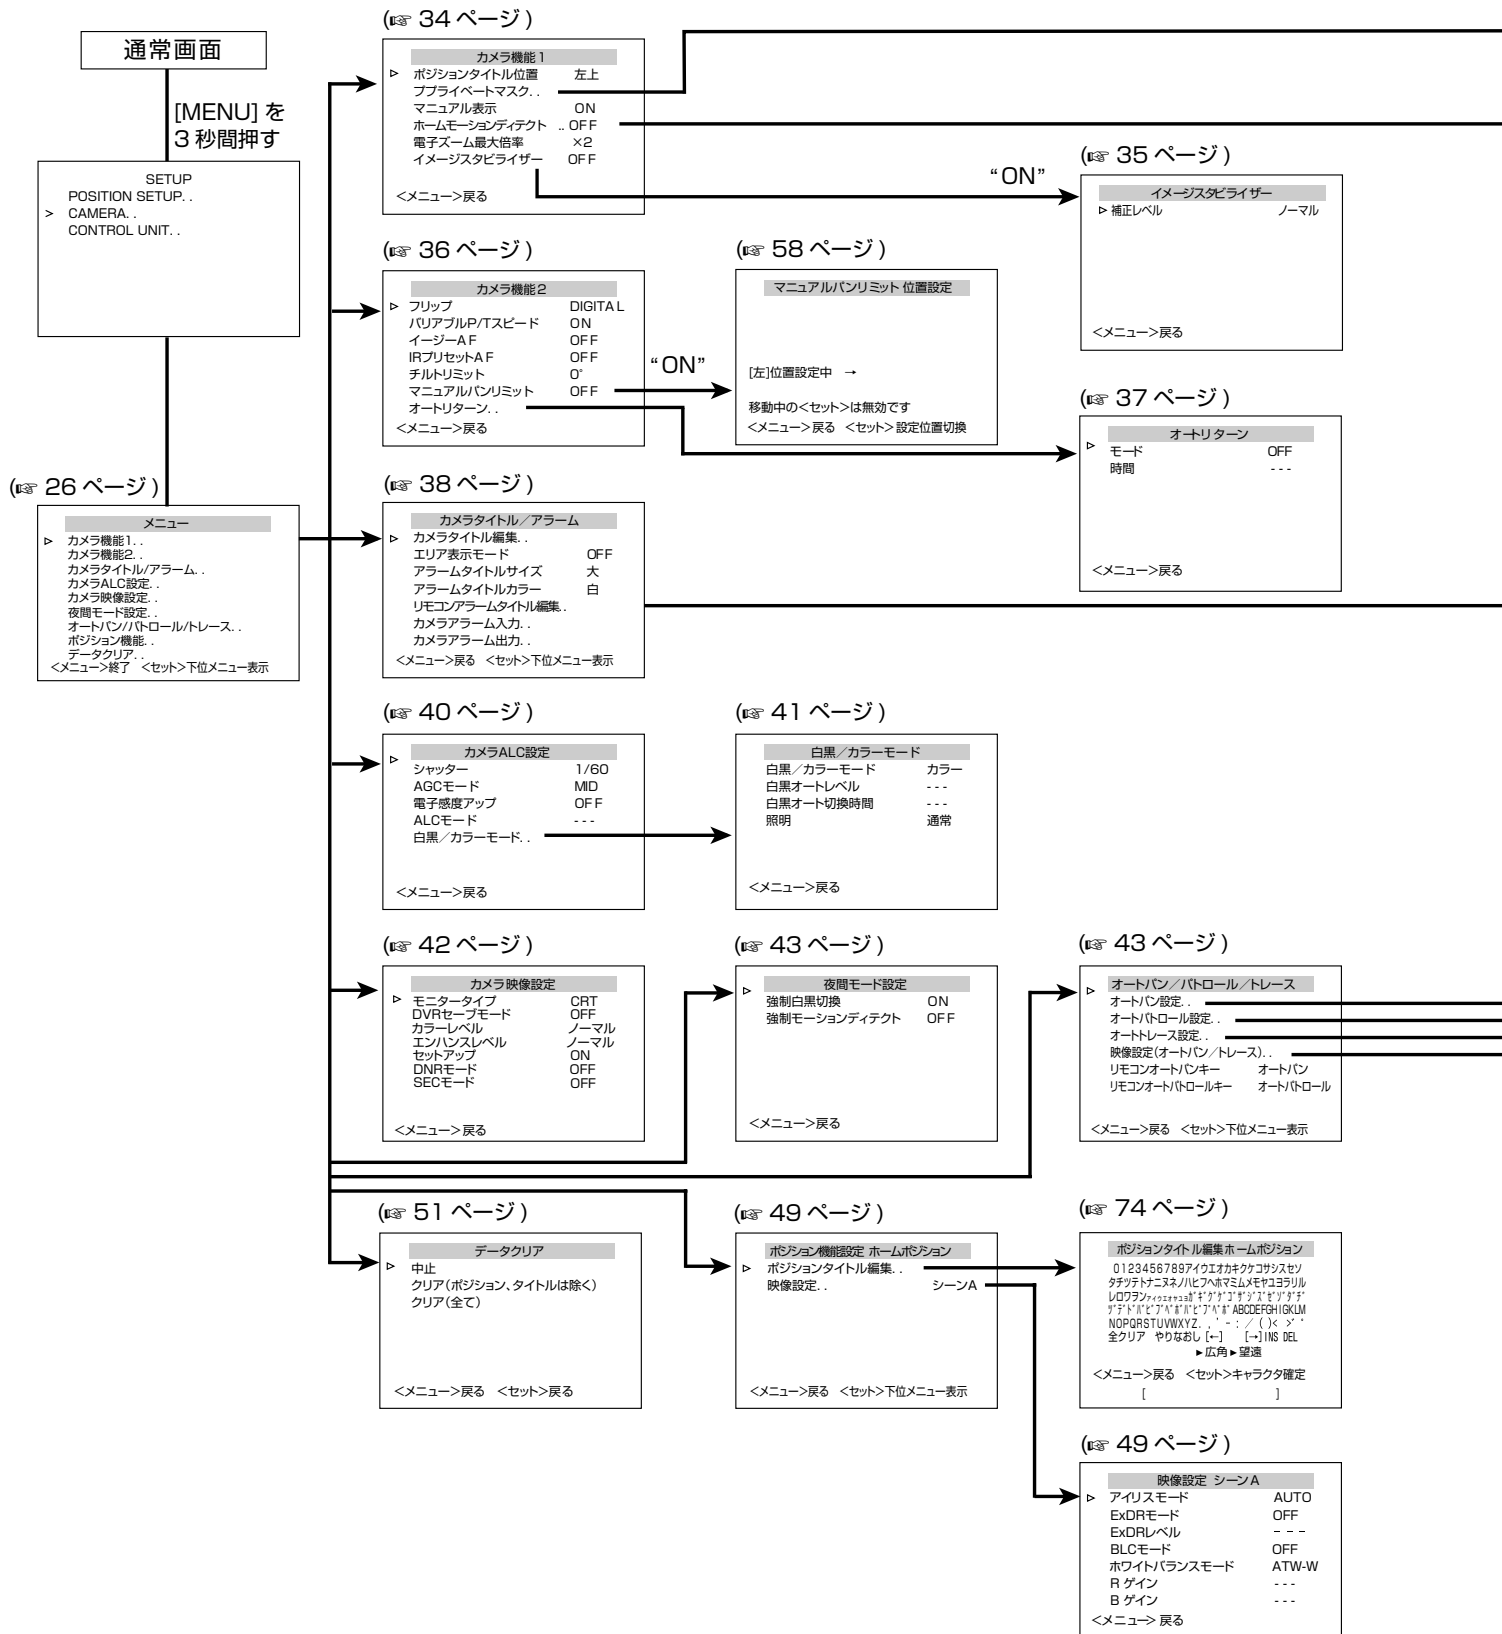 通常画面
[MENU] を
3 秒間押す
SETUP
POSITION SETUP. .
> CAMERA. .
CONTROL UNIT. .
(☞ 26 ページ )
メニュー
▷ カメラ機能1. .
カメラ機能2. .
カメラタイトル/アラーム. .
カメラALC設定. .
カメラ映像設定. .
夜間モード設定. .
オートパン/パトロール/トレース. .
ポジション機能. .
データクリア. .
<メニュー>終了 <セット>下位メニュー表示
(☞ 34 ページ )
カメラ機能 1
▷ ポジションタイトル位置 左上
ププライベートマスク. .
マニュアル表示 ON
ホームモーションディテクト .. OFF
電子ズーム最大倍率 ×2
イメージスタビライザー OFF
<メニュー>戻る
“ON”
(☞ 35 ページ )
イメージスタビライザー
▷ 補正レベル ノーマル
<メニュー>戻る
(☞ 36 ページ )
カメラ機能 2
▷ フリップ DIGITAL
バリアブルP/Tスピード ON
イージーAF OFF
IRプリセットAF OFF
チルトリミット 0°
マニュアルパンリミット OFF
オートリターン. .
<メニュー>戻る
“ON”
(☞ 58 ページ )
マニュアルパンリミット 位置設定
[左]位置設定中 →
移動中の<セット>は無効です
<メニュー>戻る <セット>設定位置切換
(☞ 37 ページ )
オートリターン
▷ モード OFF
時間 - - -
<メニュー>戻る
(☞ 38 ページ )
カメラタイトル／アラーム
▷ カメラタイトル編集. .
エリア表示モード OFF
アラームタイトルサイズ 大
アラームタイトルカラー 白
リモコンアラームタイトル編集. .
カメラアラーム入力. .
カメラアラーム出力. .
<メニュー>戻る <セット>下位メニュー表示
(☞ 40 ページ )
カメラALC設定
▷ シャッター 1/60
AGCモード MID
電子感度アップ OFF
ALCモード - - -
白黒／カラーモード. .
<メニュー>戻る
(☞ 41 ページ )
白黒／カラーモード
白黒／カラーモード カラー
白黒オートレベル - - -
白黒オート切換時間 - - -
照明 通常
<メニュー>戻る
(☞ 42 ページ )
カメラ映像設定
▷ モニタータイプ CRT
DVRセーブモード OFF
カラーレベル ノーマル
エンハンスレベル ノーマル
セットアップ ON
DNRモード OFF
SECモード OFF
<メニュー>戻る
(☞ 43 ページ )
夜間モード設定
▷ 強制白黒切換 ON
強制モーションディテクト OFF
<メニュー>戻る
(☞ 43 ページ )
▷ オートパン／パトロール／トレース
オートパン設定. .
オートパトロール設定. .
オートトレース設定. .
映像設定(オートパン／トレース). .
リモコンオートパンキー オートパン
リモコンオートパトロールキー オートパトロール
<メニュー>戻る <セット>下位メニュー表示
(☞ 51 ページ )
データクリア
▷ 中止
クリア(ポジション、タイトルは除く)
クリア(全て)
<メニュー>戻る <セット>戻る
(☞ 49 ページ )
ポジション機能設定 ホームポジション
▷ ポジションタイトル編集. .
映像設定. . シーンA
<メニュー>戻る <セット>下位メニュー表示
(☞ 74 ページ )
ポジションタイトル編集ホームポジション
0123456789アイウエオカキクケコサシスセソ
タチツテトナニヌネノハヒフヘホマミムメモヤユヨラリル
レロワヲンァィゥェォャュョガギグゲゴザジズゼゾダヂ
ヅデドバビブベボパピプペポABCDEFGHIGKLM
NOPQRSTUVWXYZ. , ' - : ／ ( )< >゛゜
全クリア やりなおし [←] [→]INS DEL
▶広角▶望遠
<メニュー>戻る <セット>キャラクタ確定
[ ]
(☞ 49 ページ )
映像設定 シーンA
▷ アイリスモード AUTO
ExDRモード OFF
ExDRレベル - - -
BLCモード OFF
ホワイトバランスモード ATW-W
R ゲイン - - -
B ゲイン - - -
<メニュー> 戻る